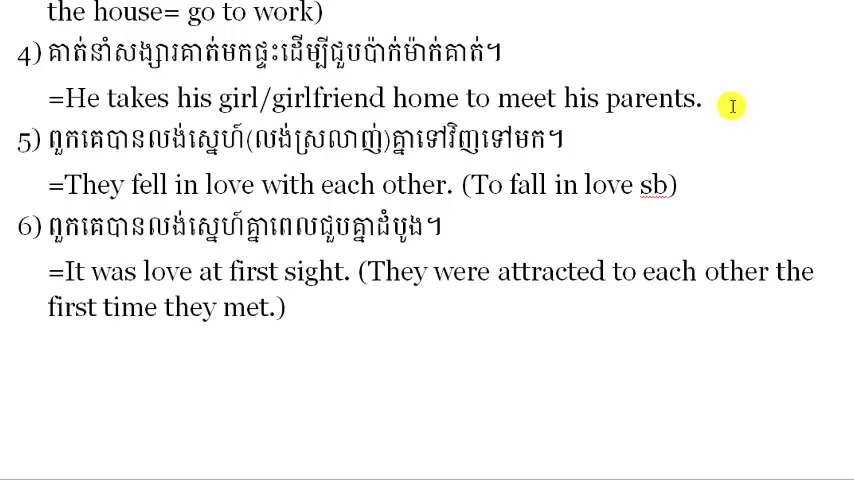 the house= go to work)
4) គាត់នាំសង្សារគាត់មកផ្ទះដើម្បីជួបប៉ាក់ម៉ាក់គាត់។
=He takes his girl/girlfriend home to meet his parents.
5) ពួកគេបានលង់ស្នេហ៍(លង់ស្រលាញ់)គ្នាទៅវិញទៅមក។
=They fell in love with each other. (To fall in love sb)
6) ពួកគេបានលង់ស្នេហ៍គ្នាពេលជួបគ្នាដំបូង។
=It was love at first sight. (They were attracted to each other the
first time they met.)